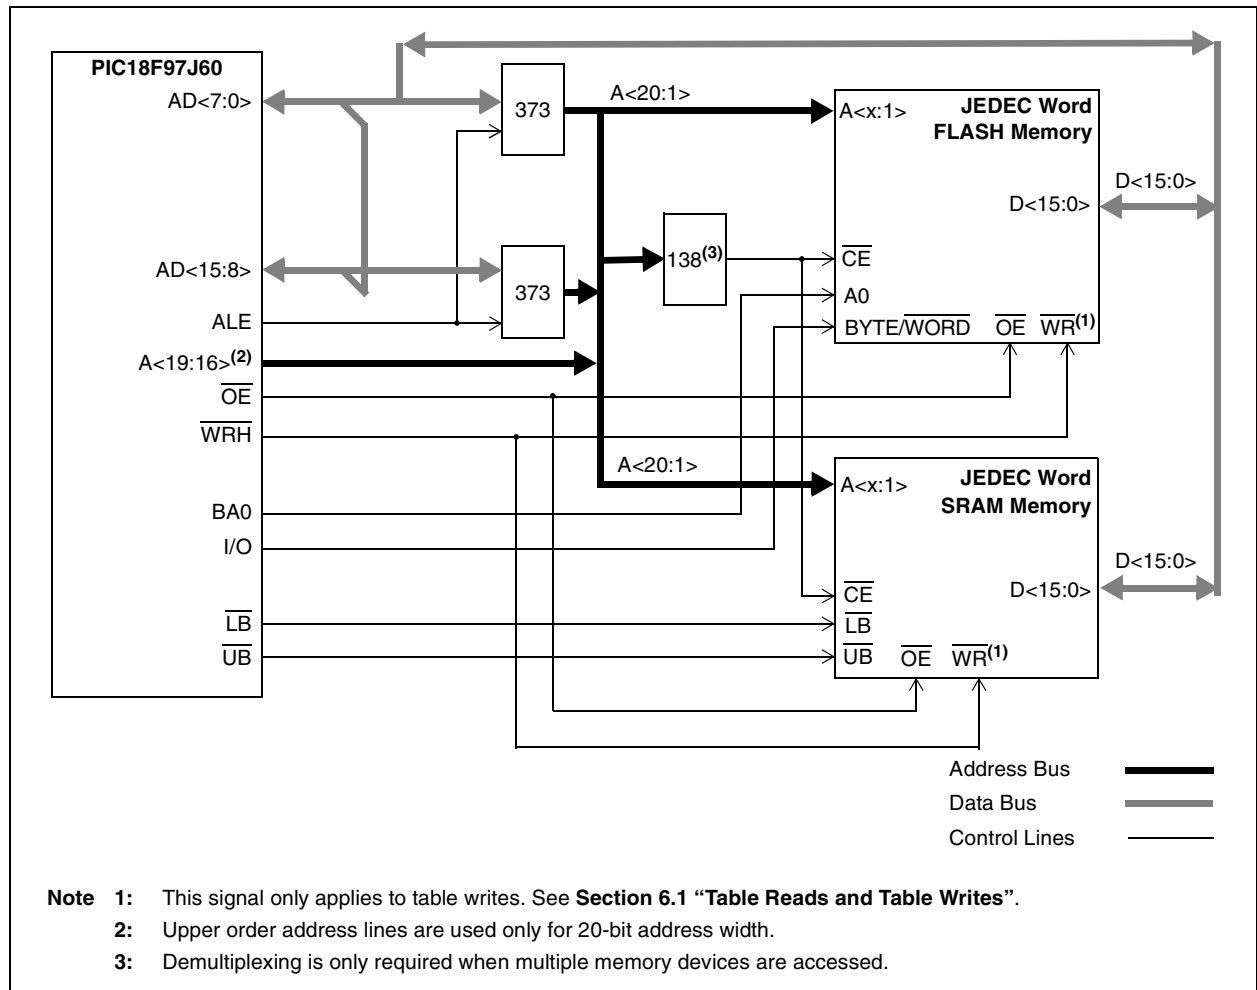 PIC18F97J60
AD<7:0>
373
A<20:1>
A<x:1>
JEDEC Word
FLASH Memory
D<15:0>
D<15:0>
AD<15:8>
373
138(3)
CE
A0
BYTE/WORD
OE
WR(1)
ALE
A<19:16>(2)
OE
WRH
BA0
I/O
LB
UB
A<20:1>
A<x:1>
JEDEC Word
SRAM Memory
D<15:0>
D<15:0>
CE
LB
UB
OE
WR(1)
Address Bus
Data Bus
Control Lines
Note 1: This signal only applies to table writes. See Section 6.1 “Table Reads and Table Writes”.
2: Upper order address lines are used only for 20-bit address width.
3: Demultiplexing is only required when multiple memory devices are accessed.